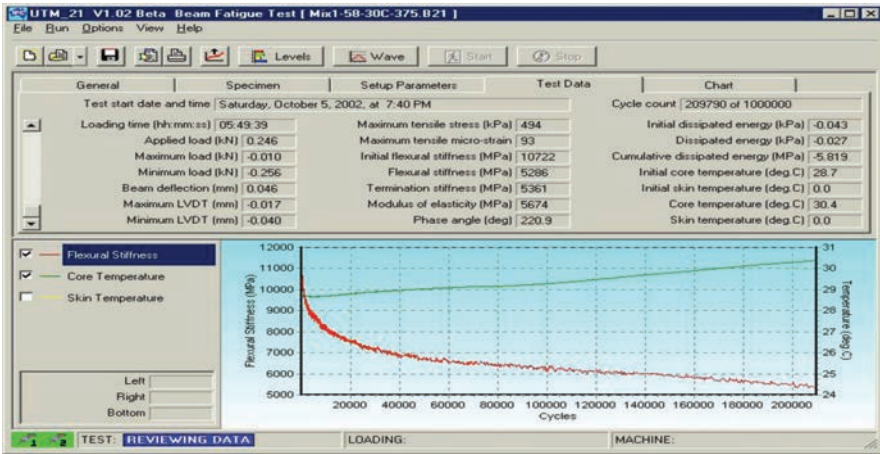 UTM_21 V1.02 Beta Beam Fatigue Test [ Mix1-58-30C-375.B21 ]
File Run Options View Help
Levels Wave Start Stop
General Specimen Setup Parameters Test Data Chart
Test start date and time Saturday, October 5, 2002, at 7:40 PM Cycle count 209790 of 1000000
Loading time (hh:mm:ss) 05:49:39 Maximum tensile stress (kPa) 494 Initial dissipated energy (kPa) -0.043
Applied load (kN) 0.246 Maximum tensile micro-strain 93 Dissipated energy (kPa) -0.027
Maximum load (kN) -0.010 Initial flexural stiffness (MPa) 10722 Cumulative dissipated energy (MPa) -5.819
Minimum load (kN) -0.256 Flexural stiffness (MPa) 5286 Initial core temperature (deg.C) 28.7
Beam deflection (mm) 0.046 Termination stiffness (MPa) 5361 Initial skin temperature (deg.C) 0.0
Maximum LVDT (mm) -0.017 Modulus of elasticity (MPa) 5674 Core temperature (deg.C) 30.4
Minimum LVDT (mm) -0.040 Phase angle (deg) 220.9 Skin temperature (deg.C) 0.0
Flexural Stiffness
Core Temperature
Skin Temperature
Left
Right
Bottom
Flexural Stiffness (MPa)
12000
11000
10000
9000
8000
7000
6000
5000
31
30
29
28
27
26
25
24
Temperature (deg.C)
20000 40000 60000 80000 100000 120000 140000 160000 180000 200000
Cycles
1 2 TEST: REVIEWING DATA LOADING: MACHINE: